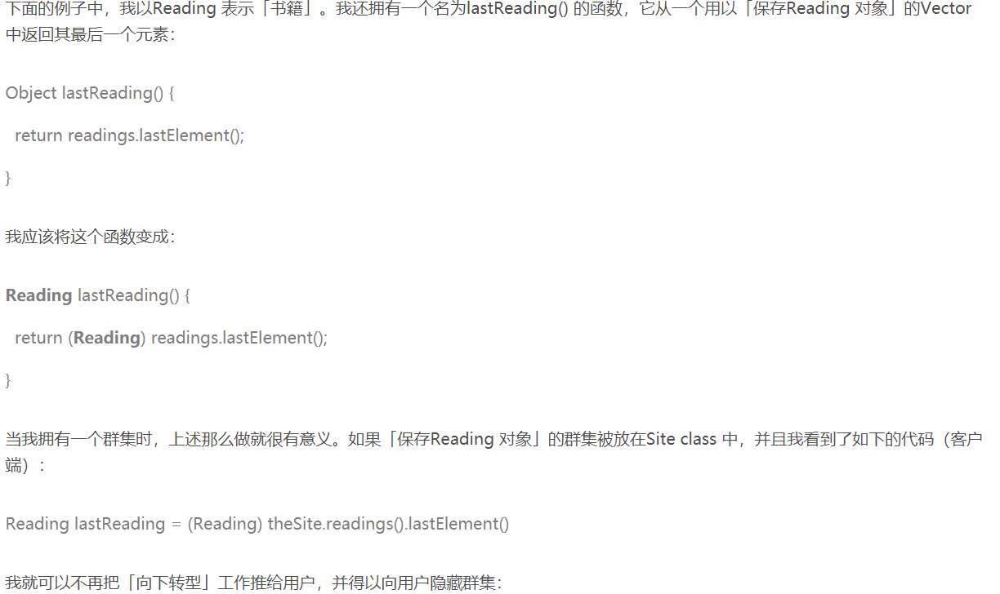 下面的例子中，我以Reading 表示「书籍」。我还拥有一个名为lastReading() 的函数，它从一个用以「保存Reading 对象」的Vector
中返回其最后一个元素：
Object lastReading() {
return readings.lastElement();
}
我应该将这个函数变成：
Reading lastReading() {
return (Reading) readings.lastElement();
}
当我拥有一个群集时，上述那么做就很有意义。如果「保存Reading 对象」的群集被放在Site class 中，并且我看到了如下的代码（客户
端）：
Reading lastReading = (Reading) theSite.readings().lastElement()
我就可以不再把「向下转型」工作推给用户，并得以向用户隐藏群集：